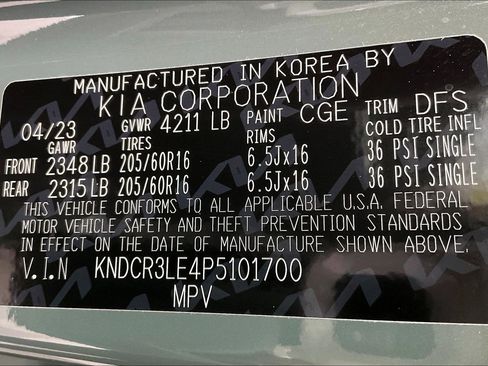 MANUFACTURED IN KOREA BY
KIA CORPORATION
04/23 GVWR 4211 LB PAINT CGE TRIM DFS
GAWR TIRES RIMS COLD TIRE INFL
FRONT 2348 LB 205/60R16 6.5Jx16 36 PSI SINGLE
REAR 2315 LB 205/60R16 6.5Jx16 36 PSI SINGLE
THIS VEHICLE CONFORMS TO ALL APPLICABLE U.S.A. FEDERAL
MOTOR VEHICLE SAFETY AND THEFT PREVENTION STANDARDS
IN EFFECT ON THE DATE OF MANUFACTURE SHOWN ABOVE.
V.I.N KNDCR3LE4P5101700
MPV